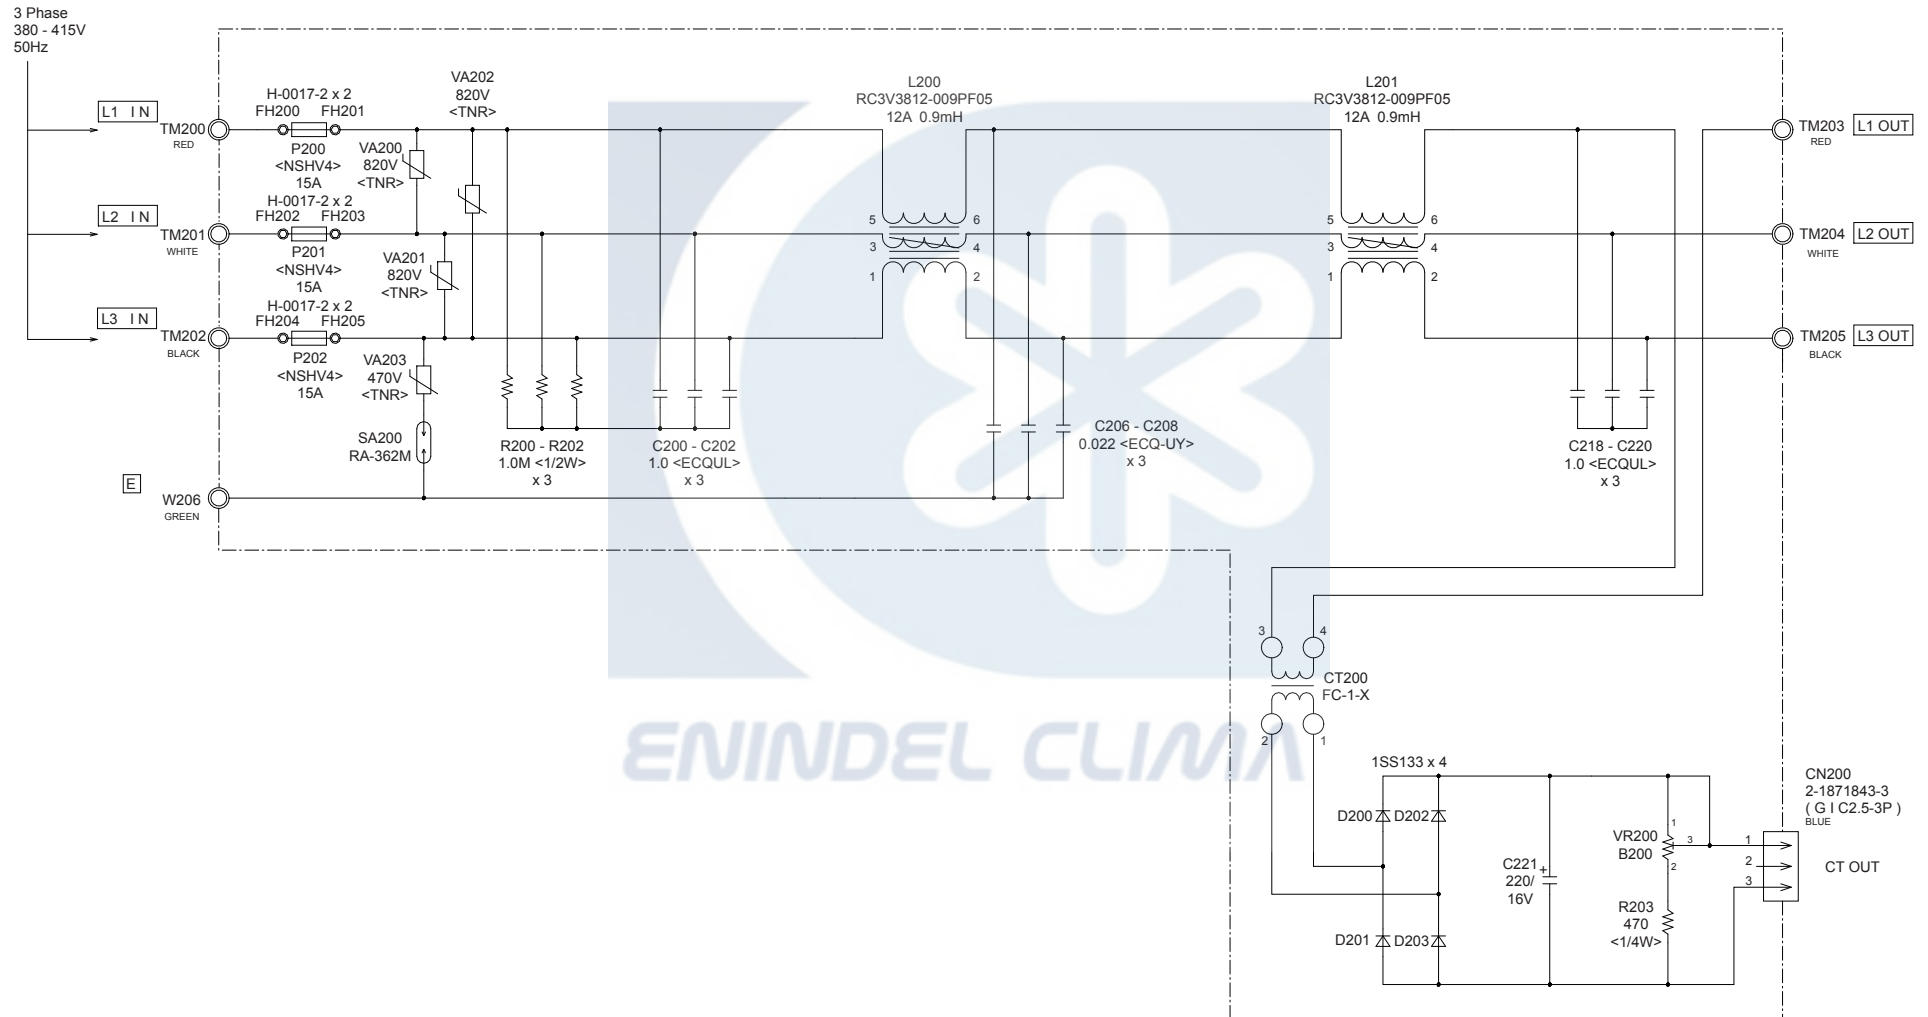 3 Phase
380 - 415V
50Hz
L1 IN
TM200
RED
H-0017-2 x 2
FH200 FH201
P200
<NSHV4>
15A
VA200
820V
<TNR>
VA202
820V
<TNR>
L2 IN
TM201
WHITE
H-0017-2 x 2
FH202 FH203
P201
<NSHV4>
15A
VA201
820V
<TNR>
L3 IN
TM202
BLACK
H-0017-2 x 2
FH204 FH205
P202
<NSHV4>
15A
VA203
470V
<TNR>
SA200
RA-362M
E
W206
GREEN
R200 - R202
1.0M <1/2W>
x 3
C200 - C202
1.0 <ECQUL>
x 3
L200
RC3V3812-009PF05
12A 0.9mH
5 6
3 4
1 2
C206 - C208
0.022 <ECQ-UY>
x 3
L201
RC3V3812-009PF05
12A 0.9mH
5 6
3 4
1 2
C218 - C220
1.0 <ECQUL>
x 3
TM203 L1 OUT
RED
TM204 L2 OUT
WHITE
TM205 L3 OUT
BLACK
3 4
CT200
FC-1-X
2 1
ENINDEL CLIMA
1SS133 x 4
D200 D202
D201 D203
C221 +
220/
16V
1
VR200 3
B200
2
R203
470
<1/4W>
CN200
2-1871843-3
( G I C2.5-3P )
BLUE
1
2
3
CT OUT